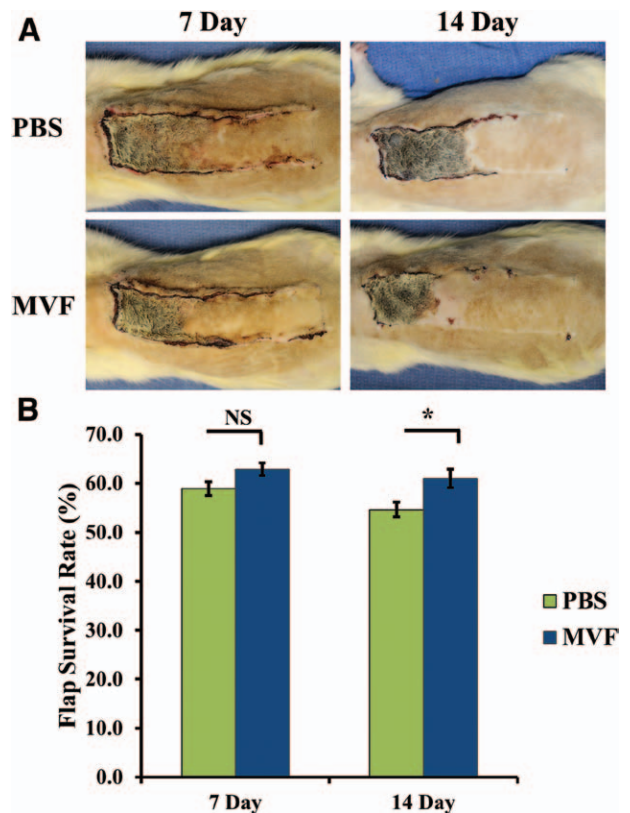 A
7 Day
14 Day
PBS
MVF
B
Flap Survival Rate (%)
70.0
60.0
50.0
40.0
30.0
20.0
10.0
0.0
NS
*
7 Day
14 Day
PBS
MVF